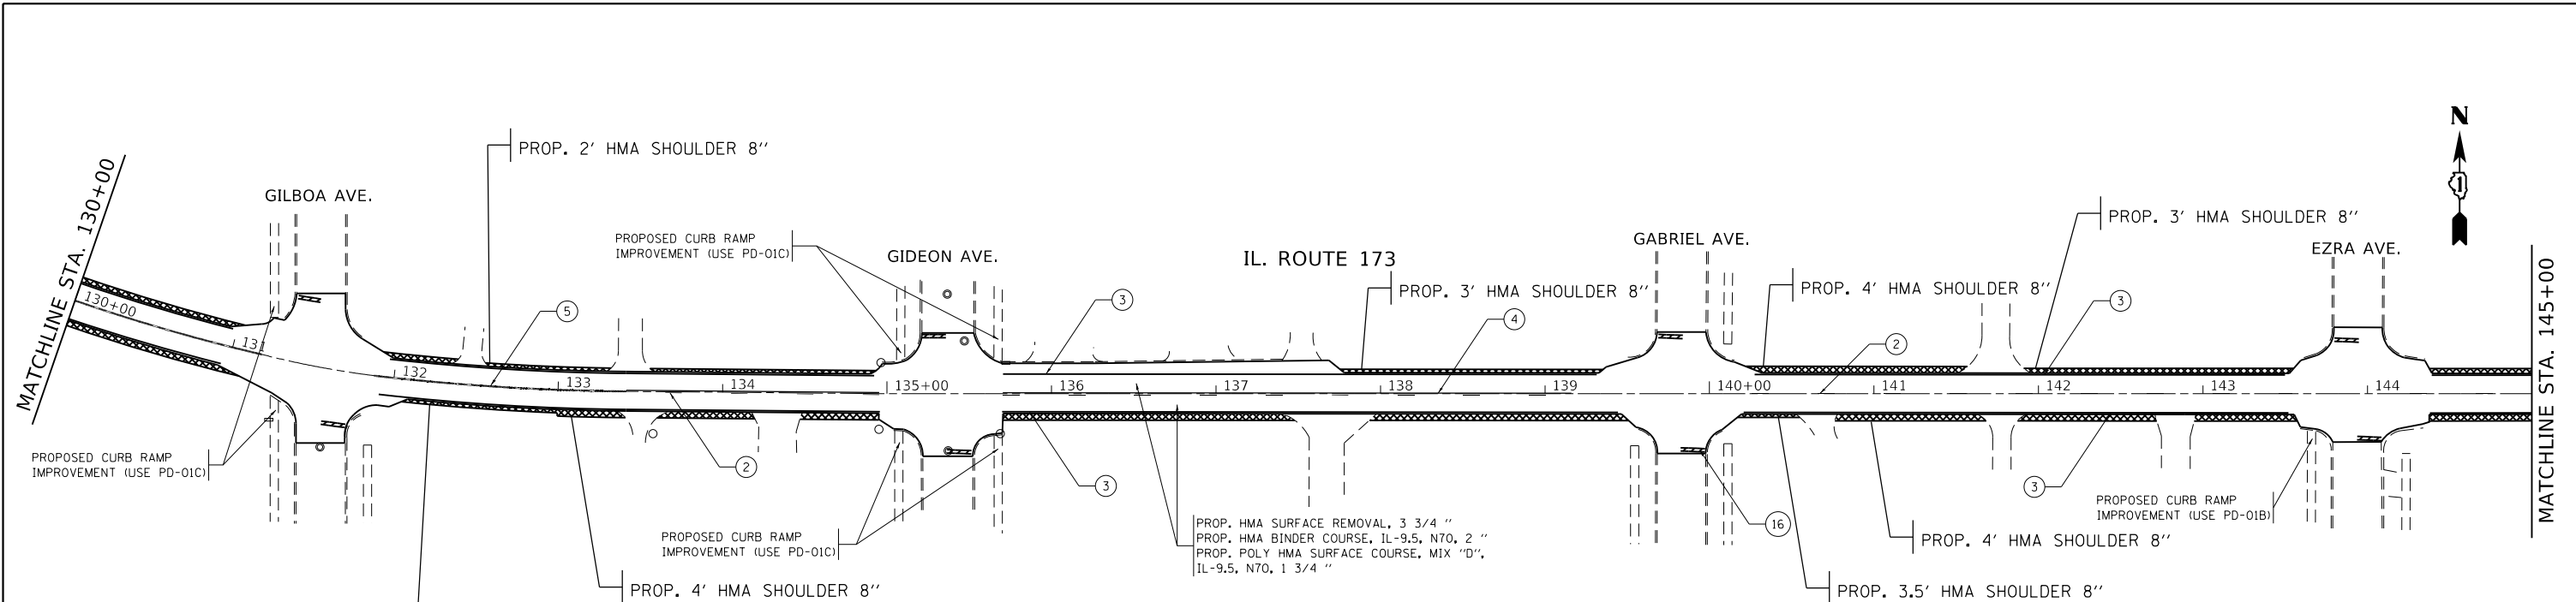 PROP. 2' HMA SHOULDER 8''
N
1
MATCHLINE STA. 130+00
GILBOA AVE.
PROPOSED CURB RAMP
IMPROVEMENT (USE PD-01C)
GIDEON AVE.
IL. ROUTE 173
GABRIEL AVE.
PROP. 3' HMA SHOULDER 8''
EZRA AVE.
MATCHLINE STA. 145+00
PROP. 3' HMA SHOULDER 8''
PROP. 4' HMA SHOULDER 8''
5
3
4
3
2
130+00
131
132
133
134
135+00
136
137
138
139
140+00
141
142
143
144
PROPOSED CURB RAMP
IMPROVEMENT (USE PD-01C)
2
3
3
16
PROPOSED CURB RAMP
IMPROVEMENT (USE PD-01C)
PROP. HMA SURFACE REMOVAL, 3 3/4 ''
PROP. HMA BINDER COURSE, IL-9.5, N70, 2 ''
PROP. POLY HMA SURFACE COURSE, MIX "D",
IL-9.5, N70, 1 3/4 ''
PROPOSED CURB RAMP
IMPROVEMENT (USE PD-01B)
PROP. 4' HMA SHOULDER 8''
PROP. 4' HMA SHOULDER 8''
PROP. 3.5' HMA SHOULDER 8''